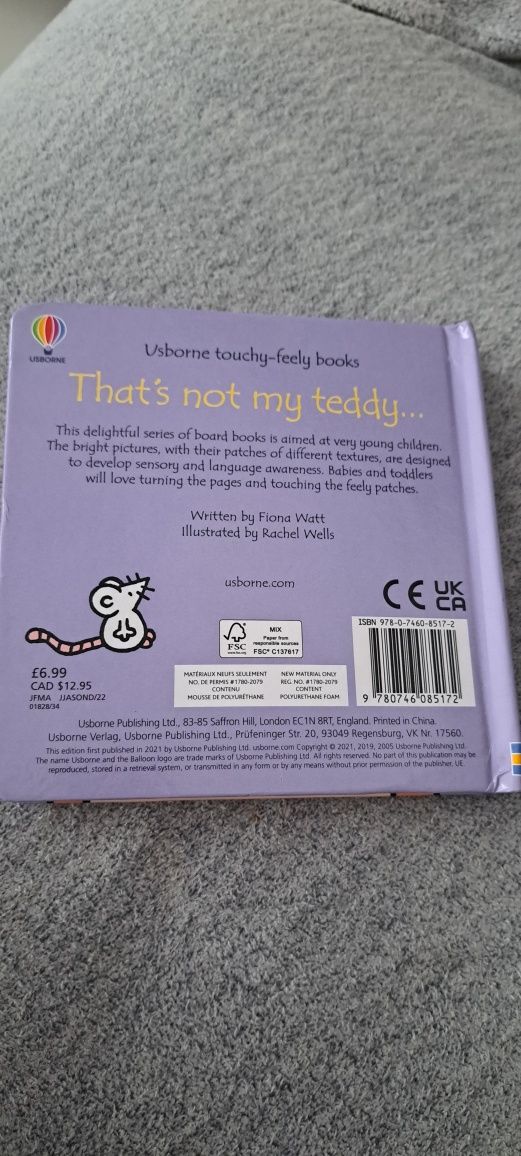 USBORNE
Usborne touchy-feely books
That's not my teddy...
This delightful series of board books is aimed at very young children.
The bright pictures, with their patches of different textures, are designed
to develop sensory and language awareness. Babies and toddlers
will love turning the pages and touching the feely patches.
Written by Fiona Watt
Illustrated by Rachel Wells
usborne.com
CE UK
CA
FSC
www.fsc.org
MIX
Paper from
responsible sources
FSC® C137617
ISBN 978-0-7460-8517-2
9 780746 085172
£6.99
CAD $12.95
JFMA JJASOND/22
01828/34
MATÉRIAUX NEUFS SEULEMENT
NO. DE PERMIS #1780-2079
CONTENU
MOUSSE DE POLYURÉTHANE
NEW MATERIAL ONLY
REG. NO. #1780-2079
CONTENT
POLYURETHANE FOAM
Usborne Publishing Ltd., 83-85 Saffron Hill, London EC1N 8RT, England. Printed in China.
Usborne Verlag, Usborne Publishing Ltd., Prüfeninger Str. 20, 93049 Regensburg, VK Nr. 17560.
This edition first published in 2021 by Usborne Publishing Ltd. usborne.com Copyright © 2021, 2019, 2005 Usborne Publishing Ltd.
The name Usborne and the Balloon logo are trade marks of Usborne Publishing Ltd. All rights reserved. No part of this publication may be
reproduced, stored in a retrieval system, or transmitted in any form or by any means without prior permission of the publisher. UE.